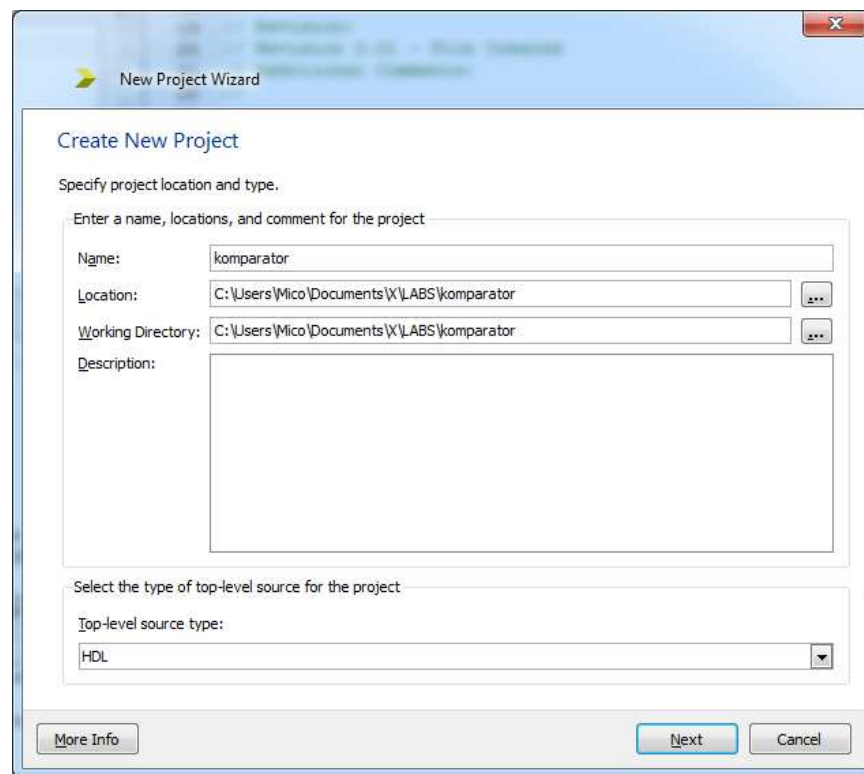 New Project Wizard
Create New Project
Specify project location and type.
Enter a name, locations, and comment for the project
Name: komparator
Location: C:\Users\Mico\Documents\X\LABS\komparator ...
Working Directory: C:\Users\Mico\Documents\X\LABS\komparator ...
Description:
Select the type of top-level source for the project
Top-level source type:
HDL
More Info Next Cancel